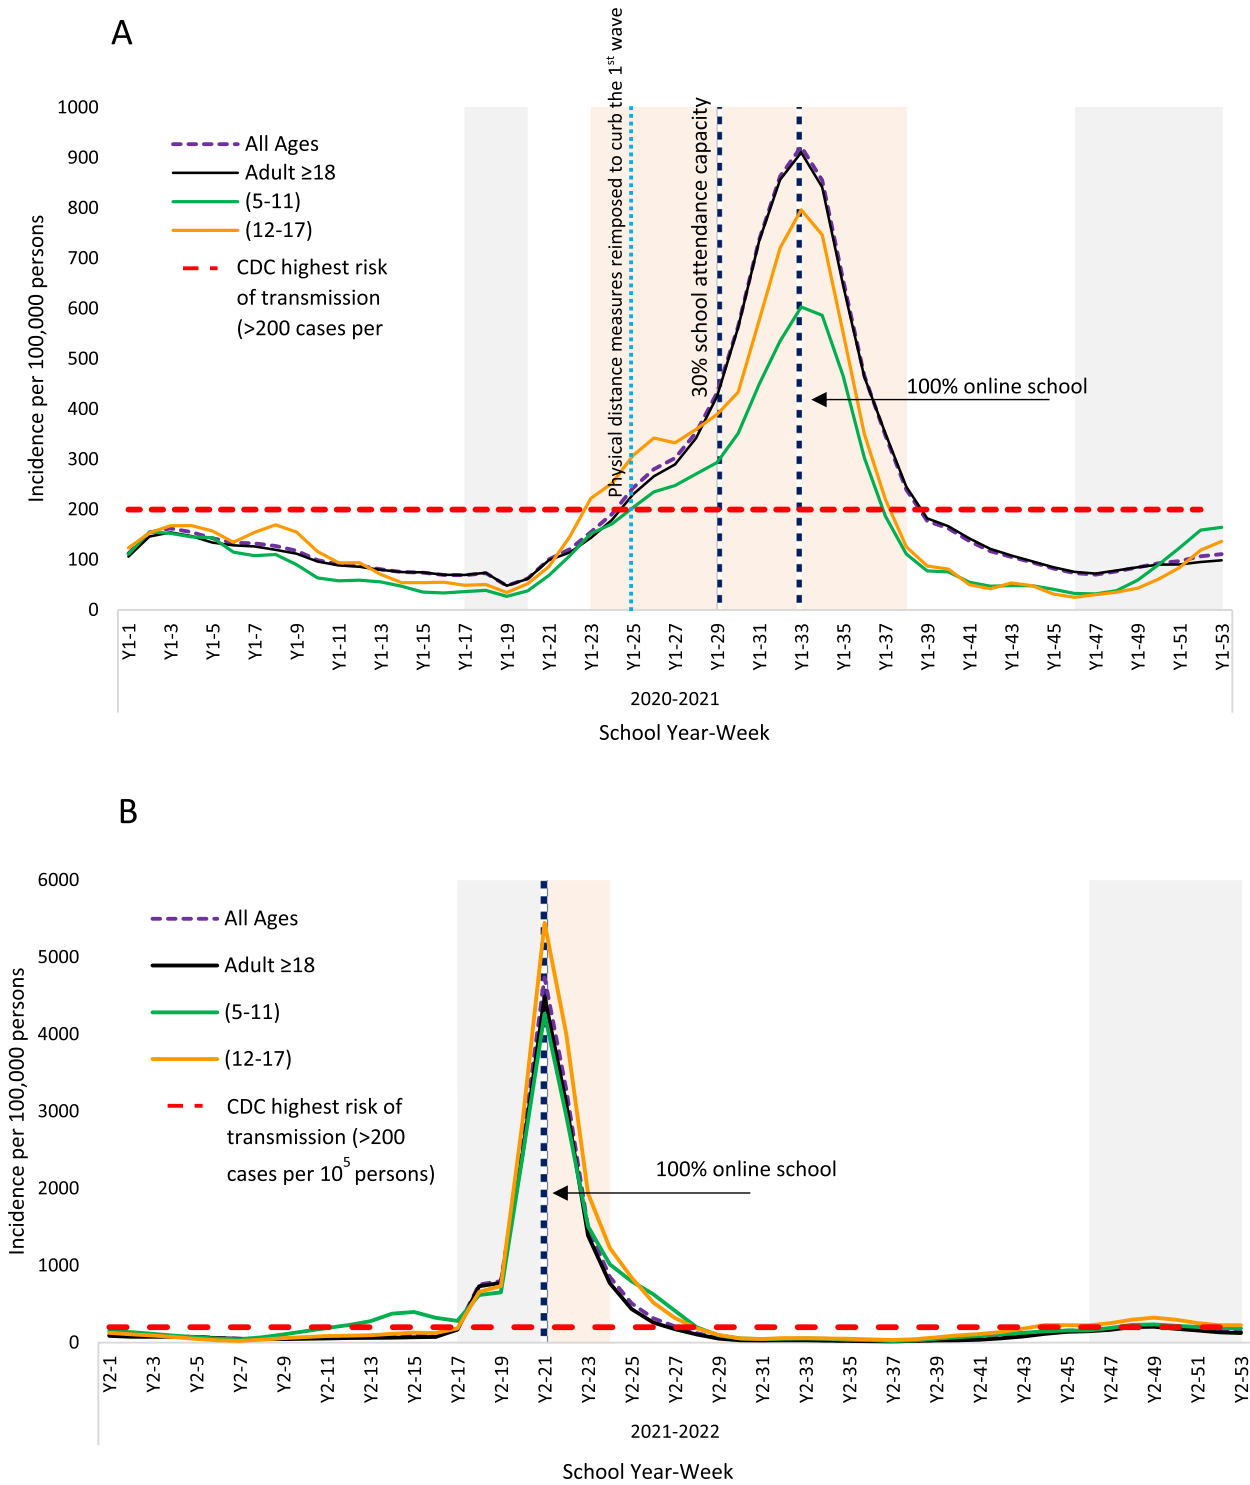 A
Incidence per 100,000 persons
1000
900
800
700
600
500
400
300
200
100
0
All Ages
Adult ≥18
(5-11)
(12-17)
CDC highest risk
of transmission
(>200 cases per
Physical distance measures reimposed to curb the 1st wave
30% school attendance capacity
100% online school
Y1-1
Y1-3
Y1-5
Y1-7
Y1-9
Y1-11
Y1-13
Y1-15
Y1-17
Y1-19
Y1-21
Y1-23
Y1-25
Y1-27
Y1-29
Y1-31
Y1-33
Y1-35
Y1-37
Y1-39
Y1-41
Y1-43
Y1-45
Y1-47
Y1-49
Y1-51
Y1-53
2020-2021
School Year-Week
B
Incidence per 100,000 persons
6000
5000
4000
3000
2000
1000
0
All Ages
Adult ≥18
(5-11)
(12-17)
CDC highest risk of
transmission (>200
cases per 10⁵ persons)
100% online school
Y2-1
Y2-3
Y2-5
Y2-7
Y2-9
Y2-11
Y2-13
Y2-15
Y2-17
Y2-19
Y2-21
Y2-23
Y2-25
Y2-27
Y2-29
Y2-31
Y2-33
Y2-35
Y2-37
Y2-39
Y2-41
Y2-43
Y2-45
Y2-47
Y2-49
Y2-51
Y2-53
2021-2022
School Year-Week